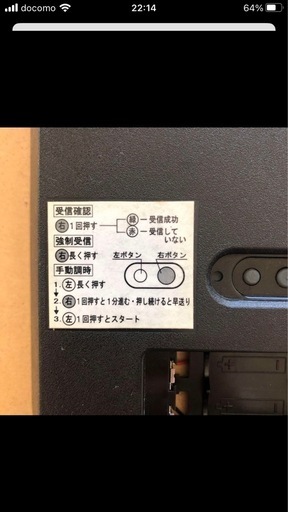 docomo 22:14 64%
受信確認
右 1回押す
緑 ー受信成功
赤 ー受信して
いない
強制受信
右 長く押す
左ボタン 右ボタン
手動調時
1. 左 長く押す
2. 右 1回押すと1分進む・押し続けると早送り
3. 左 1回押すとスタート